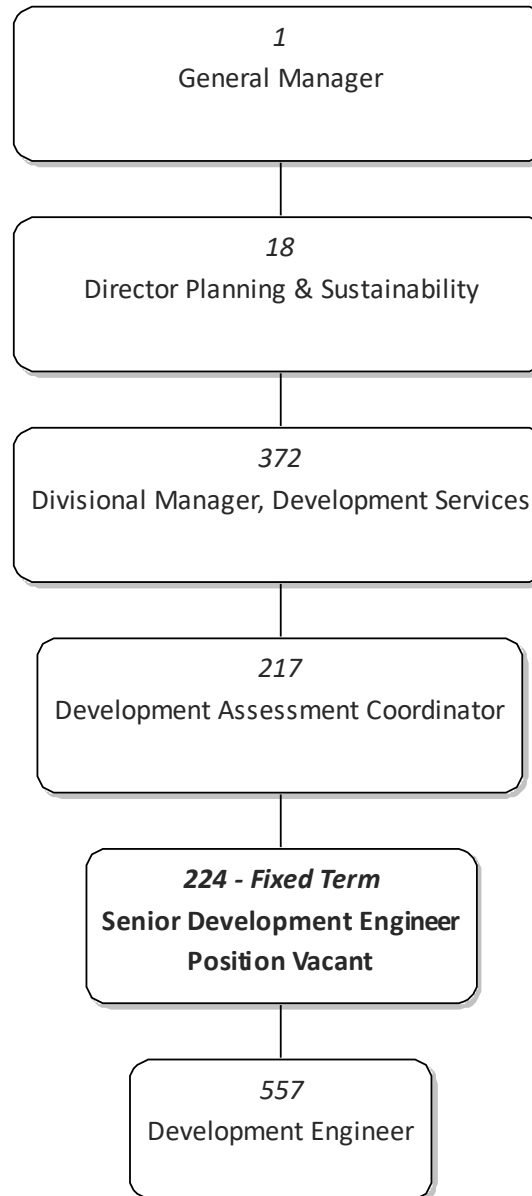 1
General Manager
18
Director Planning & Sustainability
372
Divisional Manager, Development Services
217
Development Assessment Coordinator
224 - Fixed Term
Senior Development Engineer
Position Vacant
557
Development Engineer